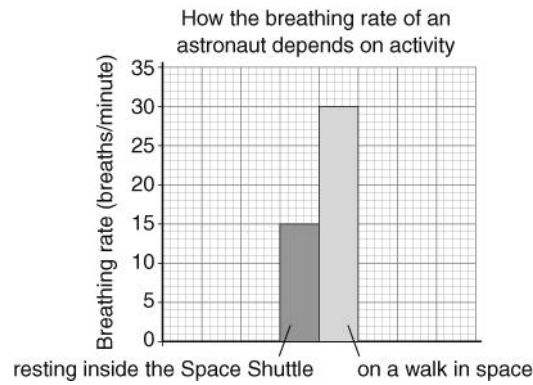 How the breathing rate of an
astronaut depends on activity
Breathing rate (breaths/minute)
35
30
25
20
15
10
5
0
resting inside the Space Shuttle
on a walk in space